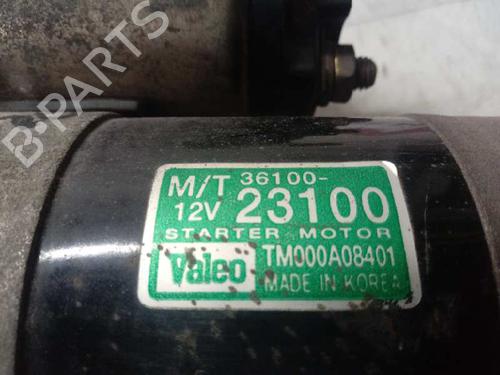 B-PARTS
M/T 36100-
12V 23100
STARTER MOTOR
Valeo TM000A08401
MADE IN KOREA